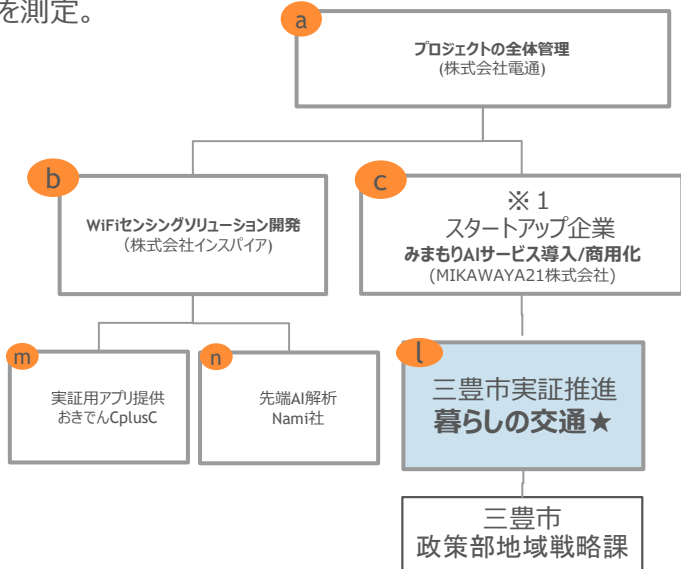 を測定。
a
プロジェクトの全体管理
(株式会社電通)
b
WiFiセンシングソリューション開発
（株式会社インスパイア)
c
※１
スタートアップ企業
みまもりAIサービス導入/商用化
(MIKAWAYA21株式会社)
m
実証用アプリ提供
おきでんCplusC
n
先端AI解析
Nami社
l
三豊市実証推進
暮らしの交通★
三豊市
政策部地域戦略課